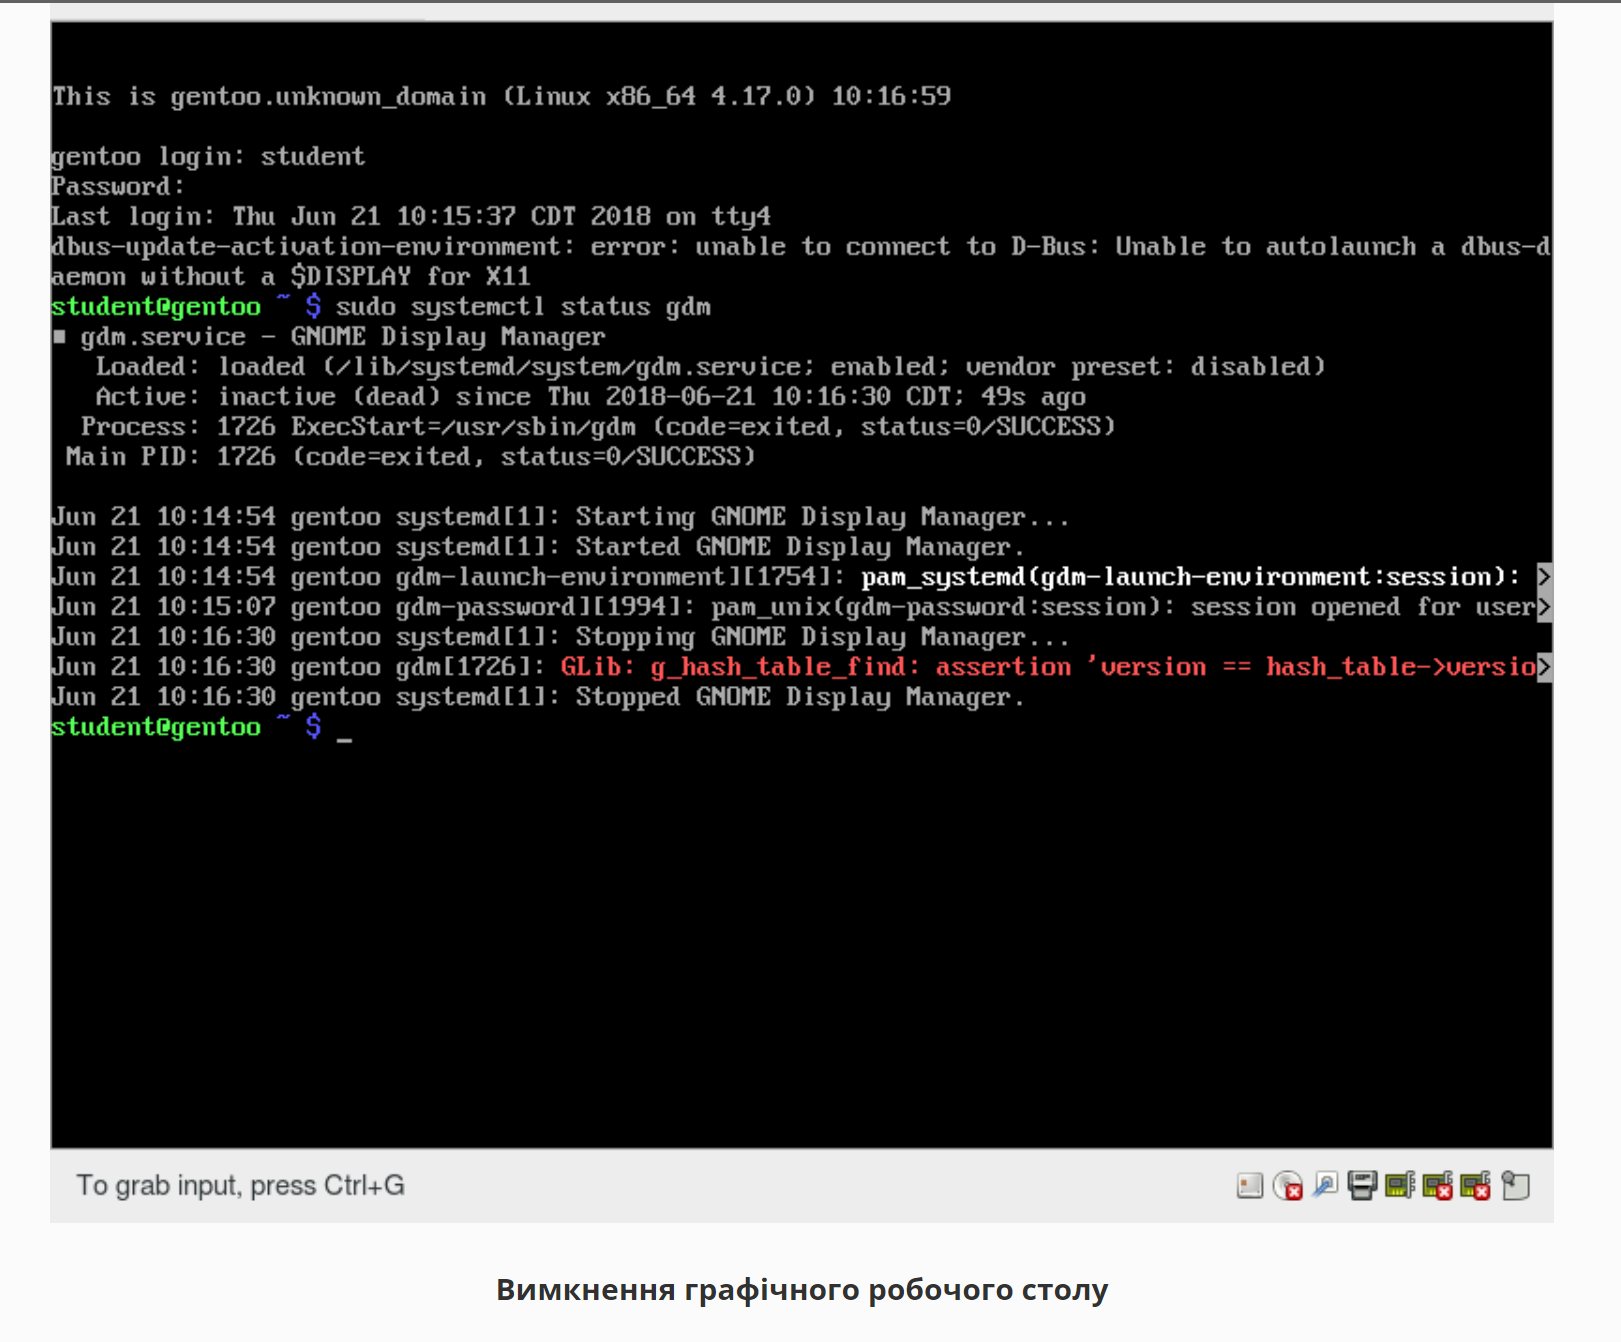 This is gentoo.unknown_domain (Linux x86_64 4.17.0) 10:16:59
gentoo login: student
Password:
Last login: Thu Jun 21 10:15:37 CDT 2018 on tty4
dbus-update-activation-environment: error: unable to connect to D-Bus: Unable to autolaunch a dbus-d
aemon without a $DISPLAY for X11
student@gentoo ~ $ sudo systemctl status gdm
■ gdm.service - GNOME Display Manager
   Loaded: loaded (/lib/systemd/system/gdm.service; enabled; vendor preset: disabled)
   Active: inactive (dead) since Thu 2018-06-21 10:16:30 CDT; 49s ago
  Process: 1726 ExecStart=/usr/sbin/gdm (code=exited, status=0/SUCCESS)
 Main PID: 1726 (code=exited, status=0/SUCCESS)
Jun 21 10:14:54 gentoo systemd[1]: Starting GNOME Display Manager...
Jun 21 10:14:54 gentoo systemd[1]: Started GNOME Display Manager.
Jun 21 10:14:54 gentoo gdm-launch-environment][1754]: pam_systemd(gdm-launch-environment:session): >
Jun 21 10:15:07 gentoo gdm-password][1994]: pam_unix(gdm-password:session): session opened for user>
Jun 21 10:16:30 gentoo systemd[1]: Stopping GNOME Display Manager...
Jun 21 10:16:30 gentoo gdm[1726]: GLib: g_hash_table_find: assertion 'version == hash_table->versio>
Jun 21 10:16:30 gentoo systemd[1]: Stopped GNOME Display Manager.
student@gentoo ~ $ _
To grab input, press Ctrl+G
Вимкнення графічного робочого столу